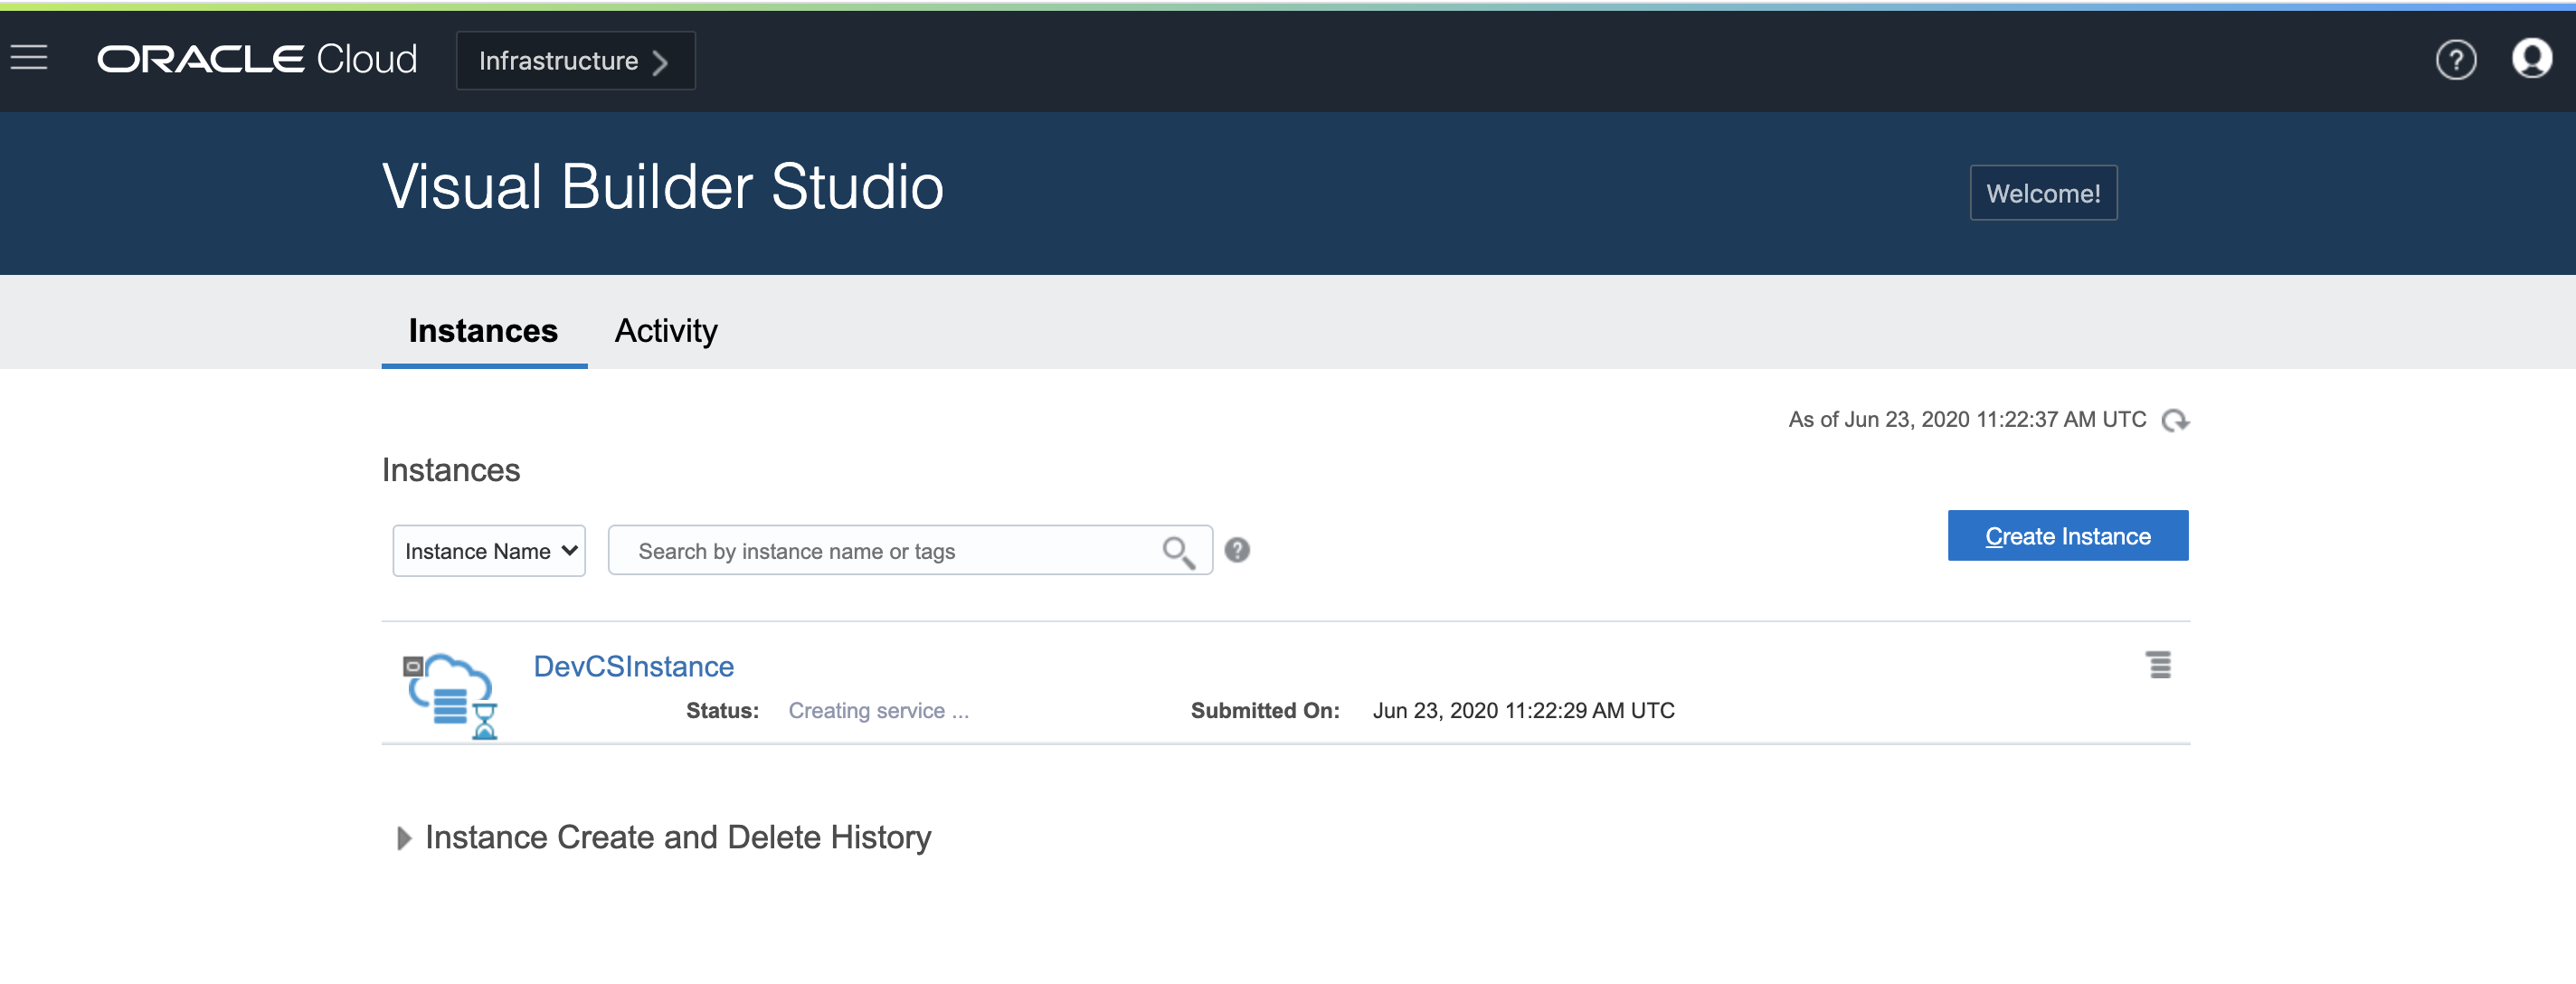 ORACLE Cloud
Infrastructure
Visual Builder Studio
Welcome!
Instances
Activity
As of Jun 23, 2020 11:22:37 AM UTC
Instances
Instance Name
Search by instance name or tags
Create Instance
DevCSInstance
Status: Creating service ...
Submitted On: Jun 23, 2020 11:22:29 AM UTC
Instance Create and Delete History